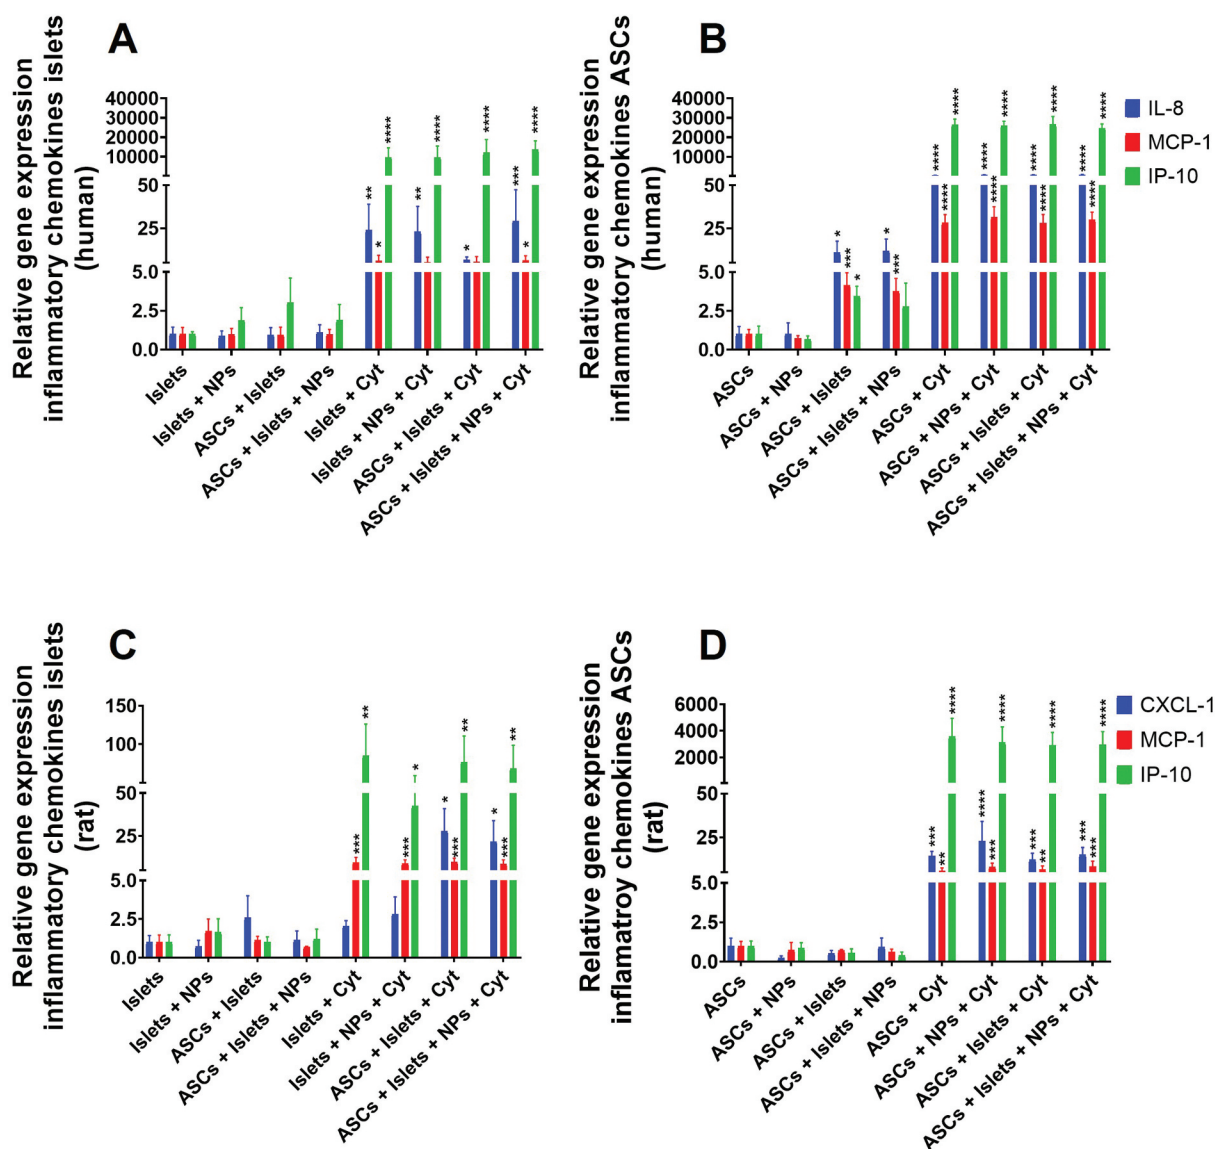 A
Relative gene expression
inflammatory chemokines islets
(human)
40000
30000
20000
10000
50
25
5.0
2.5
0.0
**
*
****
**
****
*
****
***
*
****
Islets
Islets + NPs
ASCs + Islets
ASCs + Islets + NPs
Islets + Cyt
Islets + NPs + Cyt
ASCs + Islets + Cyt
ASCs + Islets + NPs + Cyt
B
Relative gene expression
inflammatory chemokines ASCs
(human)
40000
30000
20000
10000
50
25
5.0
2.5
0.0
*
***
*
*
***
****
****
****
****
****
****
****
****
****
****
****
****
ASCs
ASCs + NPs
ASCs + Islets
ASCs + Islets + NPs
ASCs + Cyt
ASCs + NPs + Cyt
ASCs + Islets + Cyt
ASCs + Islets + NPs + Cyt
IL-8
MCP-1
IP-10
C
Relative gene expression
inflammatory chemokines islets
(rat)
150
100
50
25
5.0
2.5
0.0
***
**
***
*
*
***
**
*
***
**
Islets
Islets + NPs
ASCs + Islets
ASCs + Islets + NPs
Islets + Cyt
Islets + NPs + Cyt
ASCs + Islets + Cyt
ASCs + Islets + NPs + Cyt
D
Relative gene expression
inflamatroy chemokines ASCs
(rat)
6000
4000
2000
50
25
5.0
2.5
0.0
***
**
****
****
***
****
***
**
****
***
***
****
ASCs
ASCs + NPs
ASCs + Islets
ASCs + Islets + NPs
ASCs + Cyt
ASCs + NPs + Cyt
ASCs + Islets + Cyt
ASCs + Islets + NPs + Cyt
CXCL-1
MCP-1
IP-10